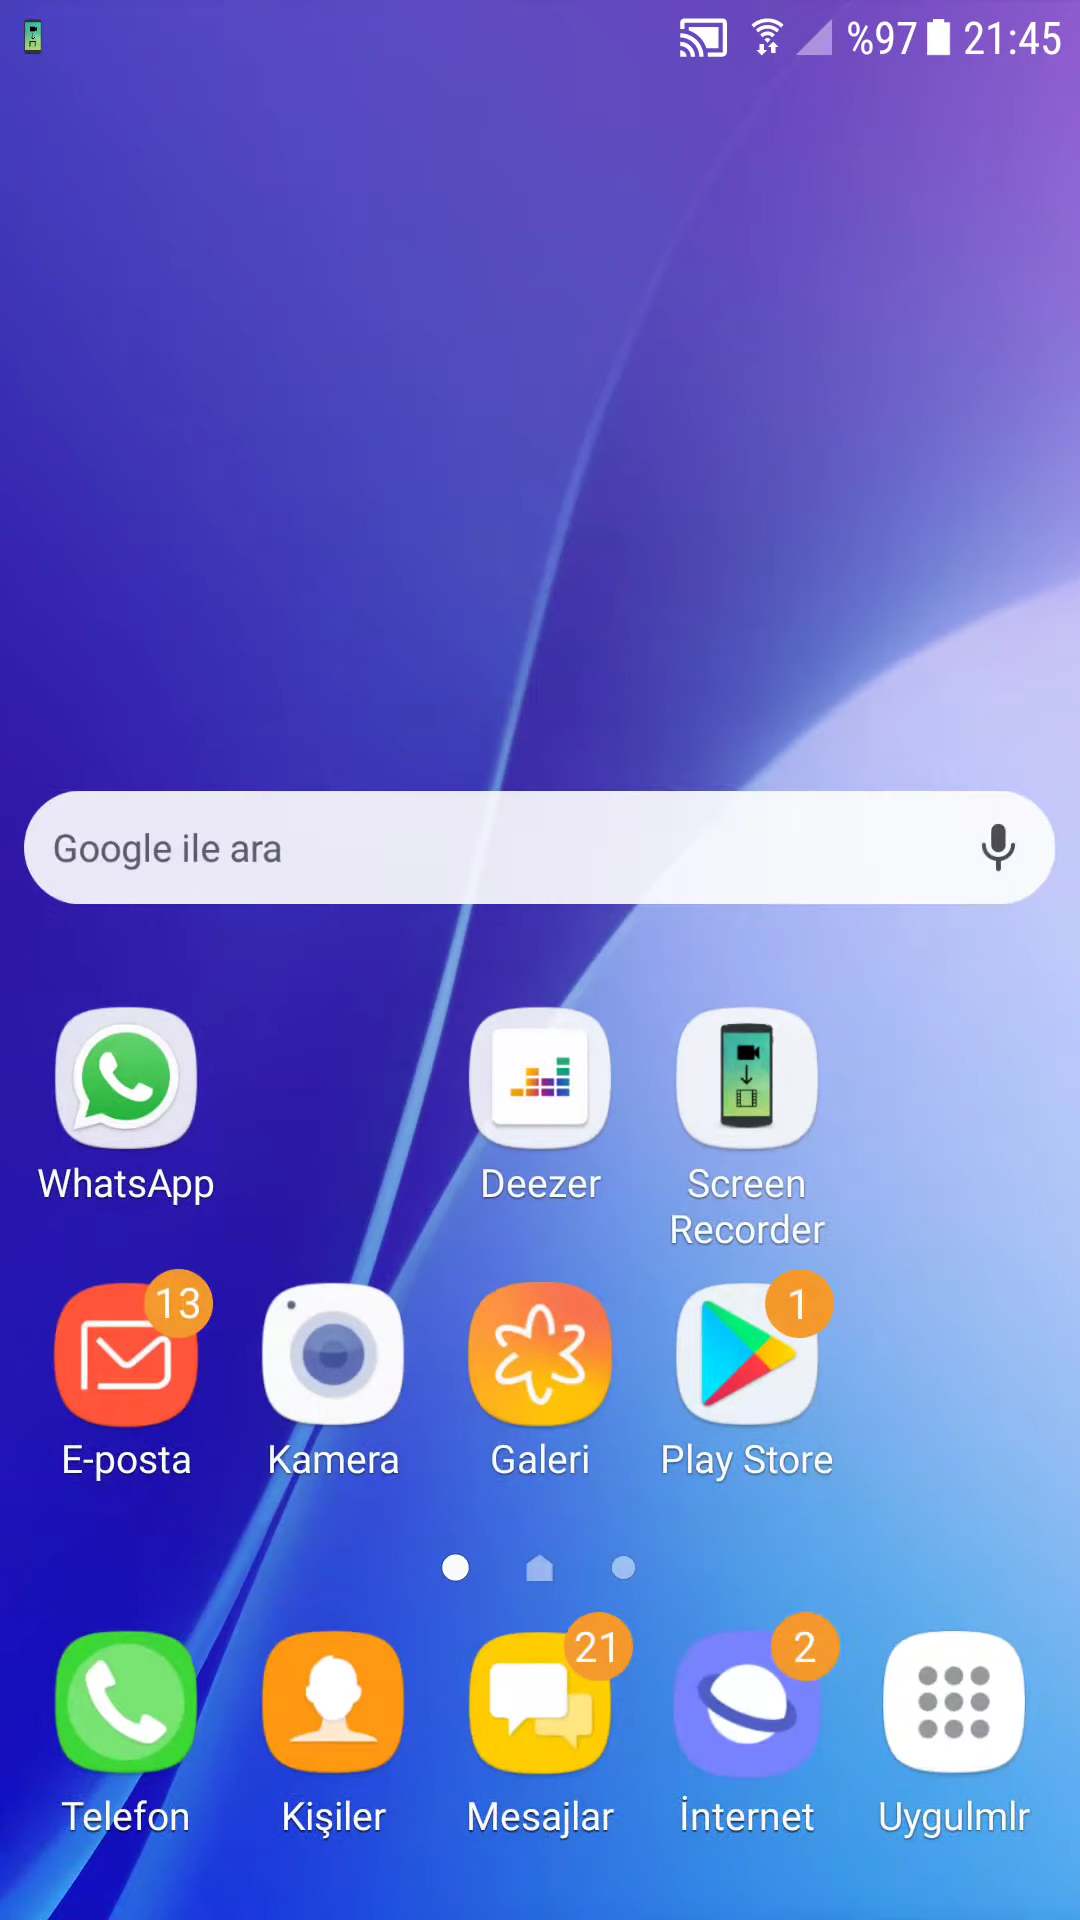 %97 21:45
Google ile ara
WhatsApp
Deezer
Screen
Recorder
13
1
E-posta
Kamera
Galeri
Play Store
21
2
Telefon
Kişiler
Mesajlar
İnternet
Uygulmlr